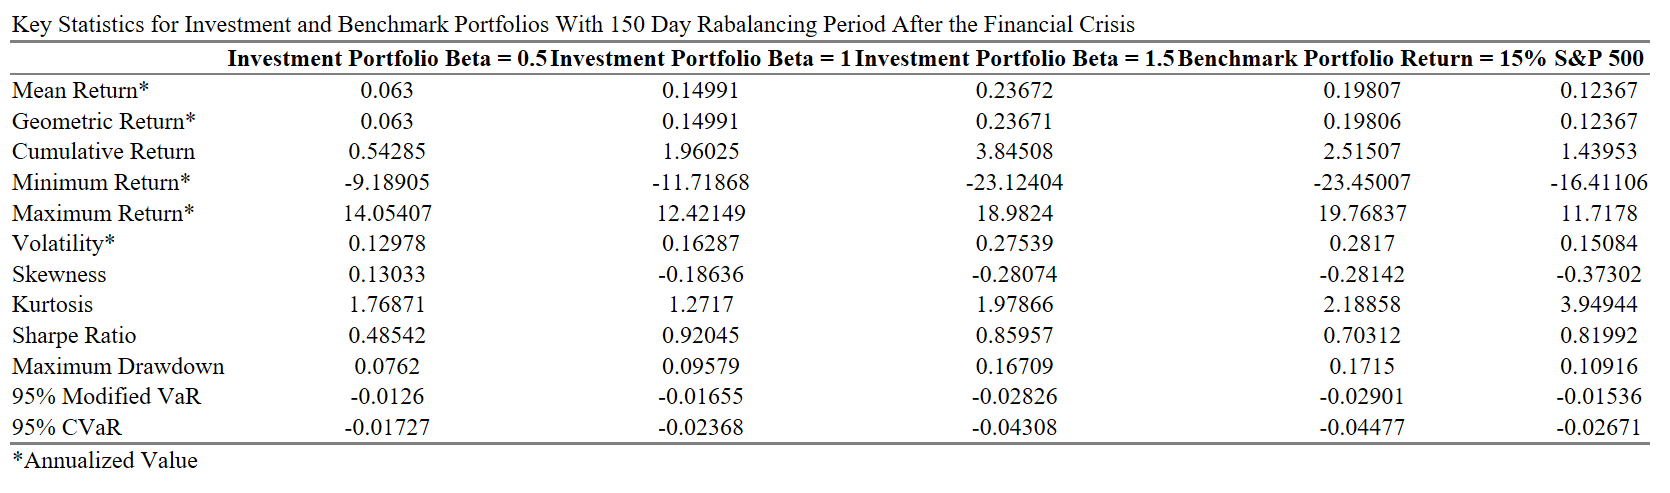 Key Statistics for Investment and Benchmark Portfolios With 150 Day Rabalancing Period After the Financial Crisis
Investment Portfolio Beta = 0.5 Investment Portfolio Beta = 1 Investment Portfolio Beta = 1.5 Benchmark Portfolio Return = 15% S&P 500
Mean Return* 0.063 0.14991 0.23672 0.19807 0.12367
Geometric Return* 0.063 0.14991 0.23671 0.19806 0.12367
Cumulative Return 0.54285 1.96025 3.84508 2.51507 1.43953
Minimum Return* -9.18905 -11.71868 -23.12404 -23.45007 -16.41106
Maximum Return* 14.05407 12.42149 18.9824 19.76837 11.7178
Volatility* 0.12978 0.16287 0.27539 0.2817 0.15084
Skewness 0.13033 -0.18636 -0.28074 -0.28142 -0.37302
Kurtosis 1.76871 1.2717 1.97866 2.18858 3.94944
Sharpe Ratio 0.48542 0.92045 0.85957 0.70312 0.81992
Maximum Drawdown 0.0762 0.09579 0.16709 0.1715 0.10916
95% Modified VaR -0.0126 -0.01655 -0.02826 -0.02901 -0.01536
95% CVaR -0.01727 -0.02368 -0.04308 -0.04477 -0.02671
*Annualized Value